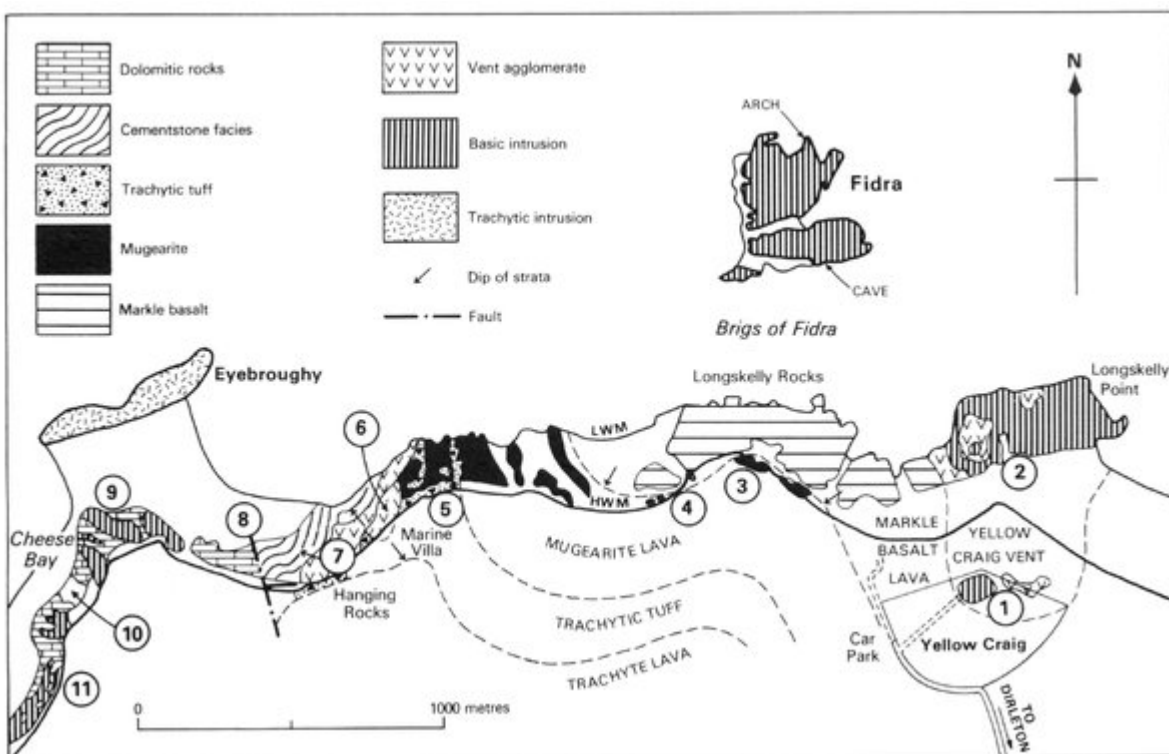 Dolomitic rocks
Cementstone facies
Trachytic tuff
Mugearite
Markle basalt
Vent agglomerate
Basic intrusion
Trachytic intrusion
Dip of strata
Fault
ARCH
Fidra
CAVE
Brigs of Fidra
N
Eyebroughy
Longskelly Rocks
Longskelly
Point
LWM
HWM
6
9
8
5
7
4
3
2
Cheese
Bay
Marine
Villa
Hanging
Rocks
10
11
MUGEARITE LAVA
TRACHYTIC TUFF
TRACHYTE LAVA
MARKLE
BASALT
LAVA
YELLOW
CRAIG VENT
1
Car
Park
Yellow Craig
TO
DIRLETON
0
1000 metres